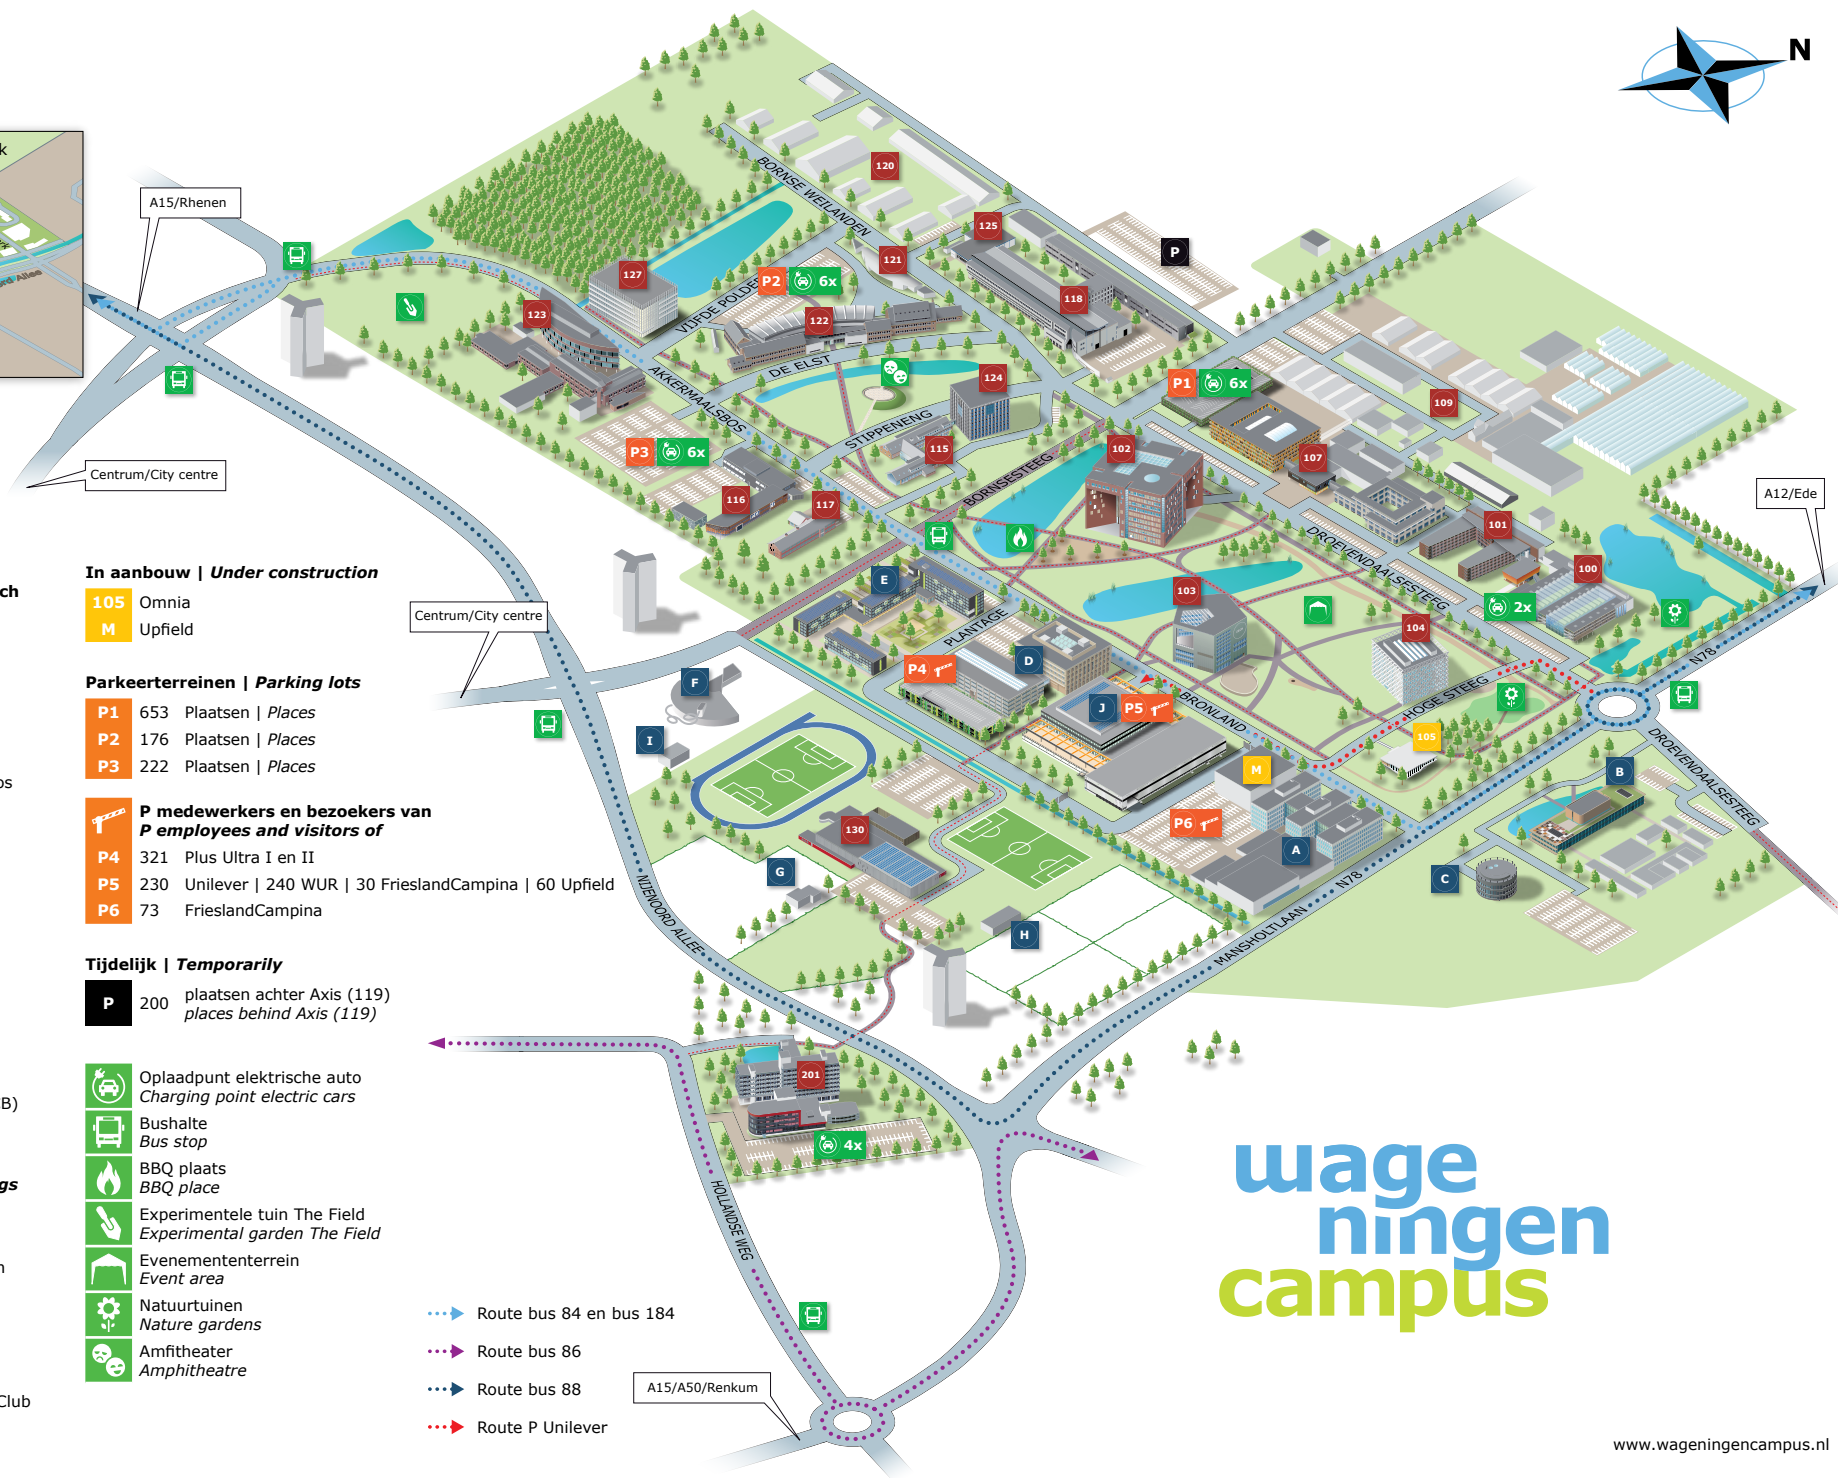 k
rk
ord Allee
A15/Rhenen
Centrum/City centre
Centrum/City centre
A12/Ede
A15/A50/Renkum
N
ch
os
CB)
gs
n
Club
In aanbouw | Under construction
105 Omnia
M Upfield
Parkeerterreinen | Parking lots
P1 653 Plaatsen | Places
P2 176 Plaatsen | Places
P3 222 Plaatsen | Places
P medewerkers en bezoekers van
P employees and visitors of
P4 321 Plus Ultra I en II
P5 230 Unilever | 240 WUR | 30 FrieslandCampina | 60 Upfield
P6 73 FrieslandCampina
Tijdelijk | Temporarily
P 200 plaatsen achter Axis (119)
places behind Axis (119)
Oplaadpunt elektrische auto
Charging point electric cars
Bushalte
Bus stop
BBQ plaats
BBQ place
Experimentele tuin The Field
Experimental garden The Field
Evenemententerrein
Event area
Natuurtuinen
Nature gardens
Amfitheater
Amphitheatre
Route bus 84 en bus 184
Route bus 86
Route bus 88
Route P Unilever
BORNSE WEILANDEN
VIJFDE POLDER
DE ELST
AKKERMAALSBOS
STIPPENENG
BORNSESTEEG
DROEVENDAALSESTEEG
PLANTAGE
BRONLAND
HOGE STEEG
N78
DROEVENDAALSESTEEG
MANSHOLTLAAN
N78
NIJENOORD ALLEE
HOLLANDSE WEG
120
125
121
127
P2 6x
P
118
123
122
124
P1 6x
109
P3 6x
115
102
107
116
117
101
100
E
103
2x
104
P4
D
F
J
P5
I
105
M
B
P6
130
A
C
G
H
201
4x
wage
ningen
campus
www.wageningencampus.nl